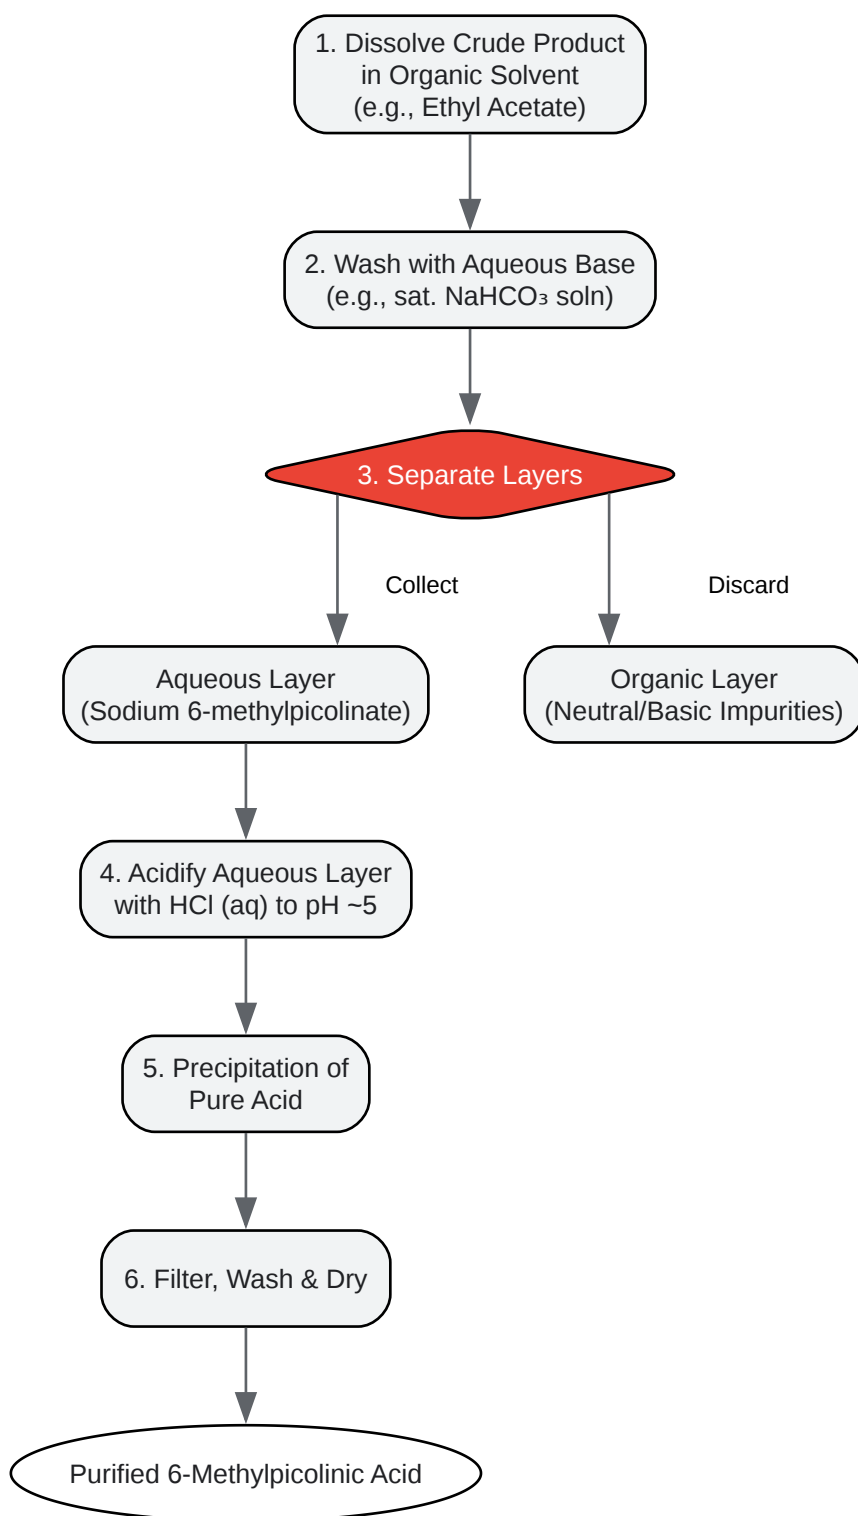 1. Dissolve Crude Product
in Organic Solvent
(e.g., Ethyl Acetate)
2. Wash with Aqueous Base
(e.g., sat. NaHCO₃ soln)
3. Separate Layers
Collect
Discard
Aqueous Layer
(Sodium 6-methylpicolinate)
Organic Layer
(Neutral/Basic Impurities)
4. Acidify Aqueous Layer
with HCl (aq) to pH ~5
5. Precipitation of
Pure Acid
6. Filter, Wash & Dry
Purified 6-Methylpicolinic Acid